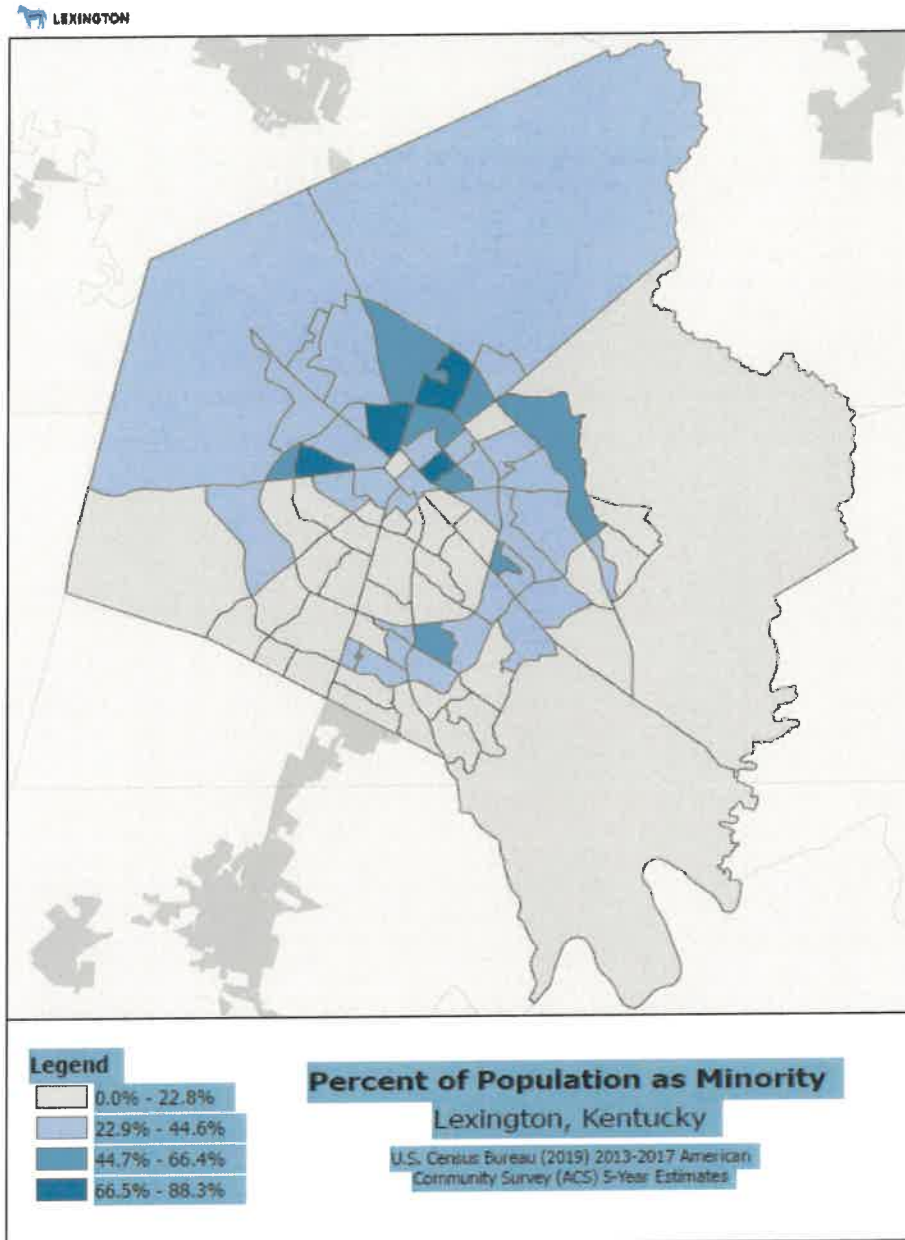 LEXINGTON
Legend
0.0% - 22.8%
22.9% - 44.6%
44.7% - 66.4%
66.5% - 88.3%
Percent of Population as Minority
Lexington, Kentucky
U.S. Census Bureau (2019) 2013-2017 American
Community Survey (ACS) 5-Year Estimates